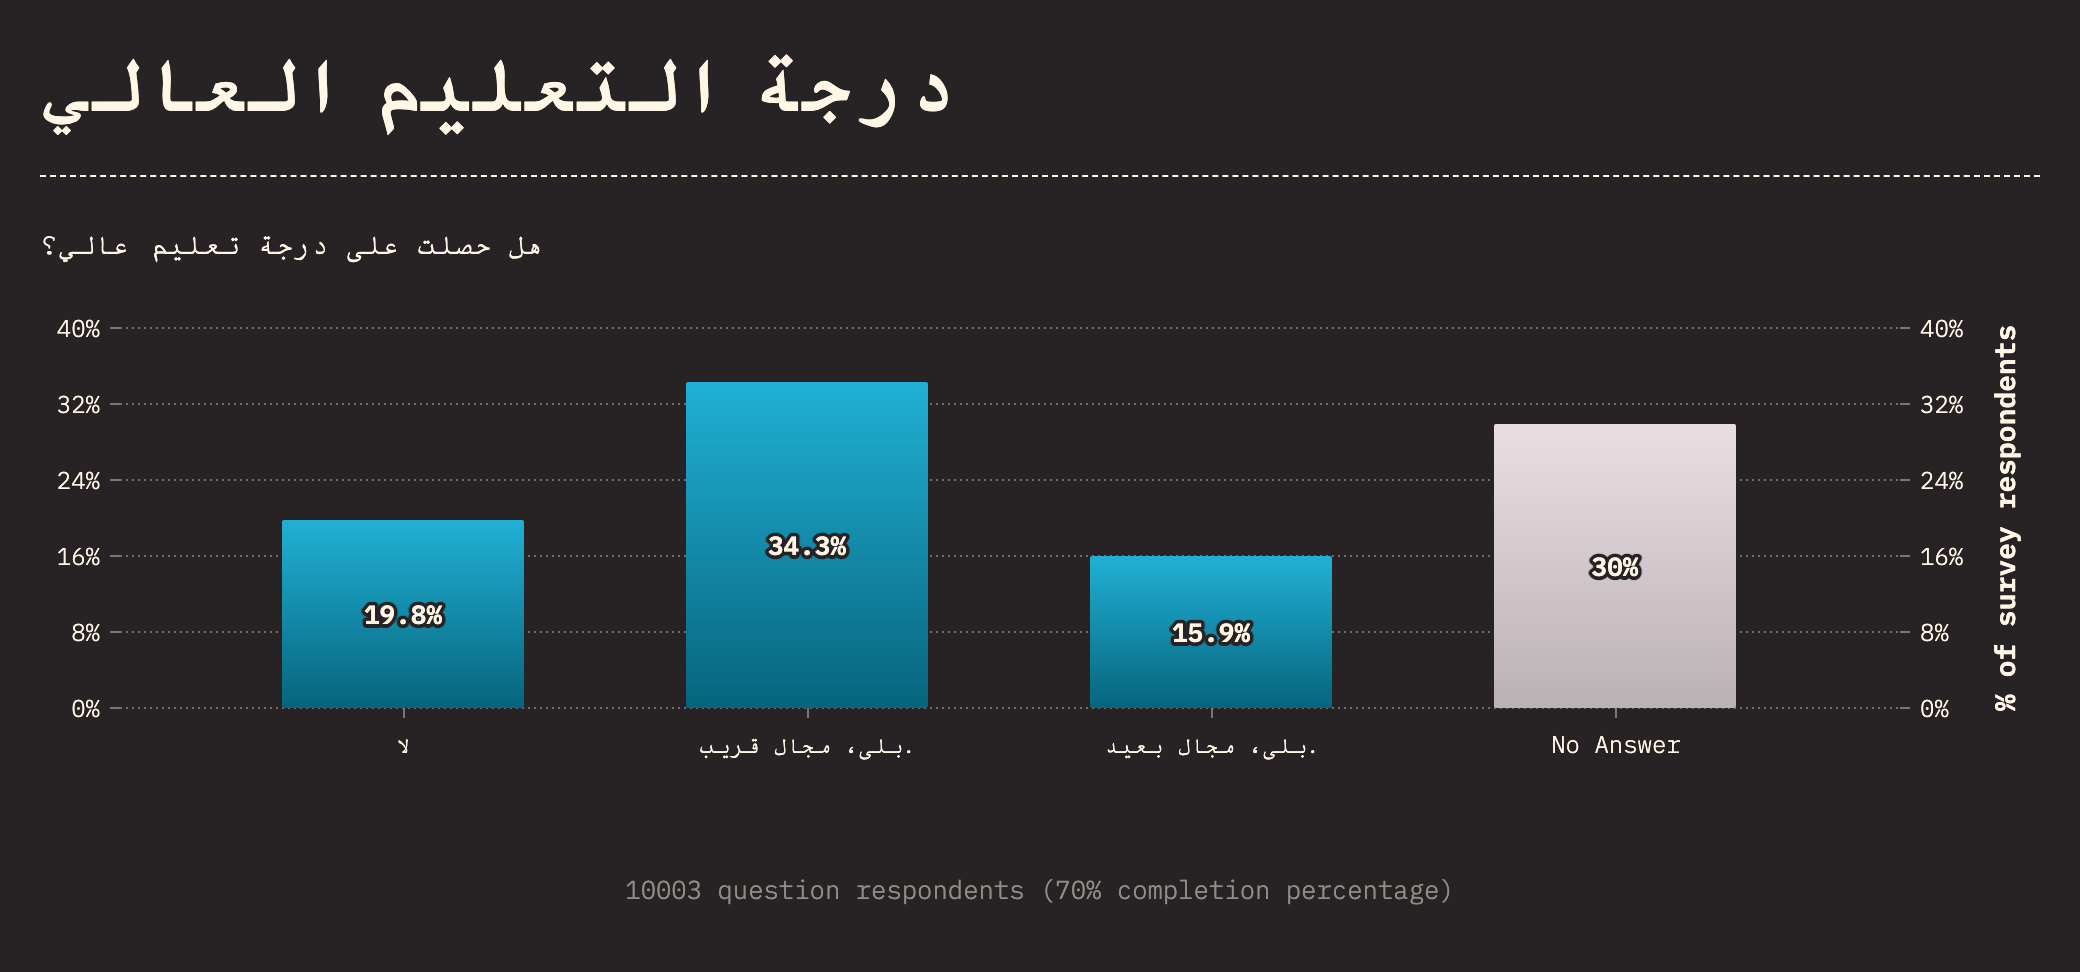 درجة التعليم العالي
هل حصلت على درجة تعليم عالي؟
40%
32%
24%
16%
8%
0%
40%
32%
24%
16%
8%
0%
% of survey respondents
19.8%
34.3%
15.9%
30%
لا
بلى، مجال قريب.
بلى، مجال بعيد.
No Answer
10003 question respondents (70% completion percentage)